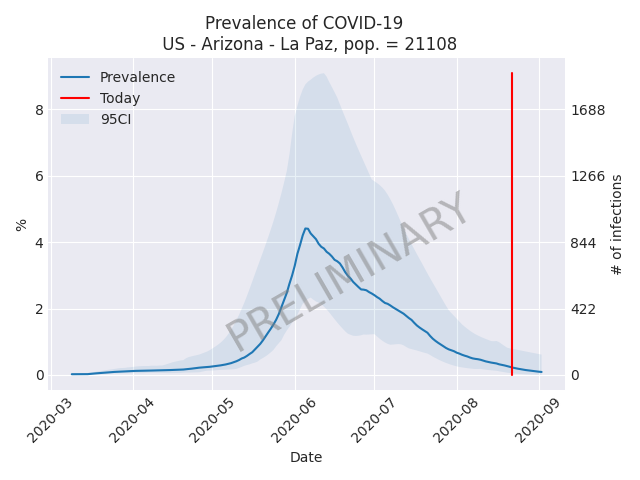 Prevalence of COVID-19
US - Arizona - La Paz, pop. = 21108
Prevalence
Today
95CI
8
6
4
2
0
%
1688
1266
844
422
0
# of infections
PRELIMINARY
2020-03
2020-04
2020-05
2020-06
2020-07
2020-08
2020-09
Date